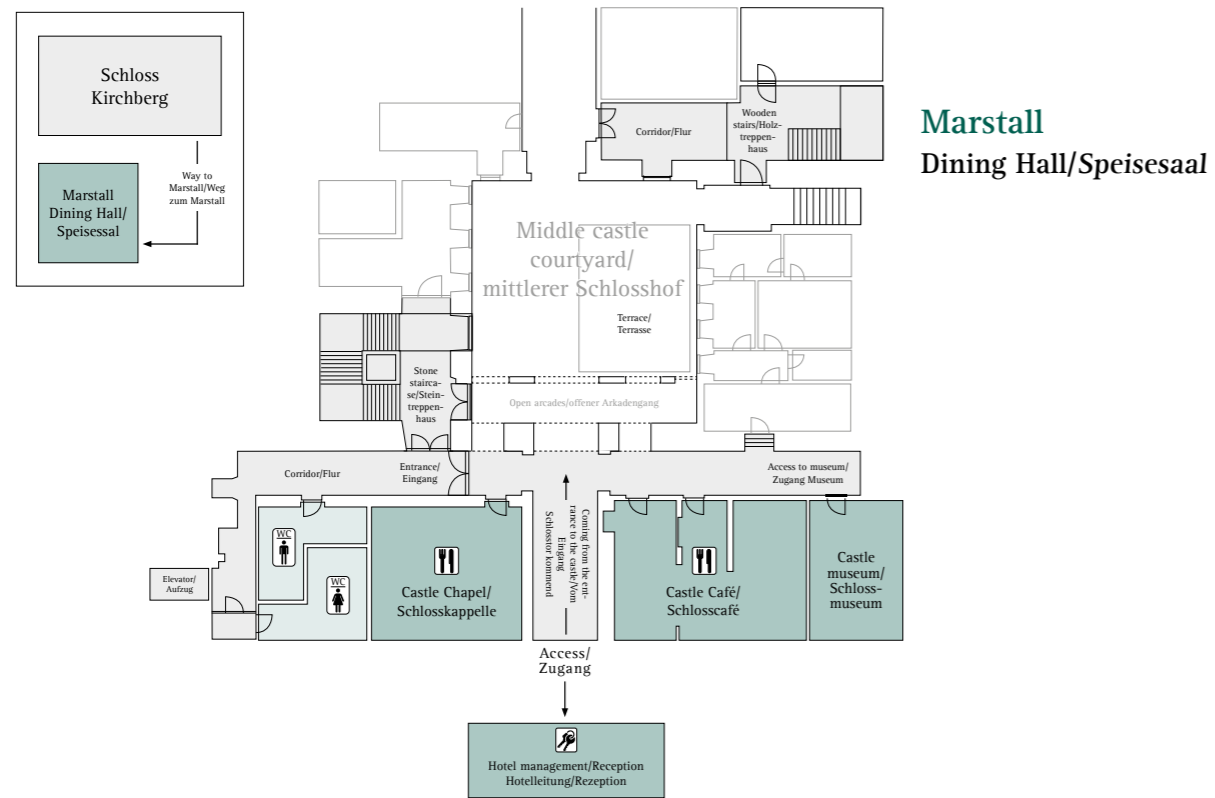 Schloss
Kirchberg
Way to
Marstall/Weg
zum Marstall
Marstall
Dining Hall/
Speisessal
Marstall
Dining Hall/Speisesaal
Corridor/Flur
Wooden
stairs/Holz-
treppen-
haus
Middle castle
courtyard/
mittlerer Schlosshof
Terrace/
Terrasse
Stone
stairca-
se/Stein-
treppen-
haus
Open arcades/offener Arkadengang
Corridor/Flur
Entrance/
Eingang
Access to museum/
Zugang Museum
Coming from the ent-
rance to the castle/Vom
Eingang
Schlosstor kommend
WC
WC
Elevator/
Aufzug
Castle Chapel/
Schlosskappelle
Castle Café/
Schlosscafé
Castle
museum/
Schloss-
museum
Access/
Zugang
Hotel management/Reception
Hotelleitung/Rezeption